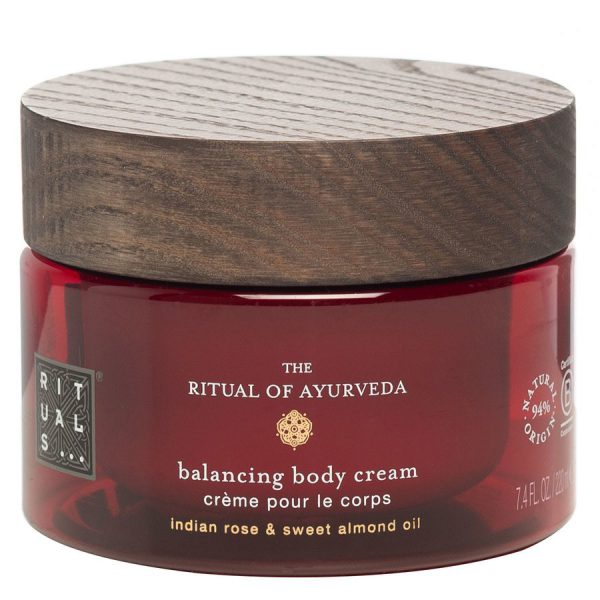 RITUALS...
®
THE
RITUAL OF AYURVEDA
balancing body cream
crème pour le corps
indian rose & sweet almond oil
NATURAL
94%
ORIGIN
B
7.4 FL. OZ. / 220